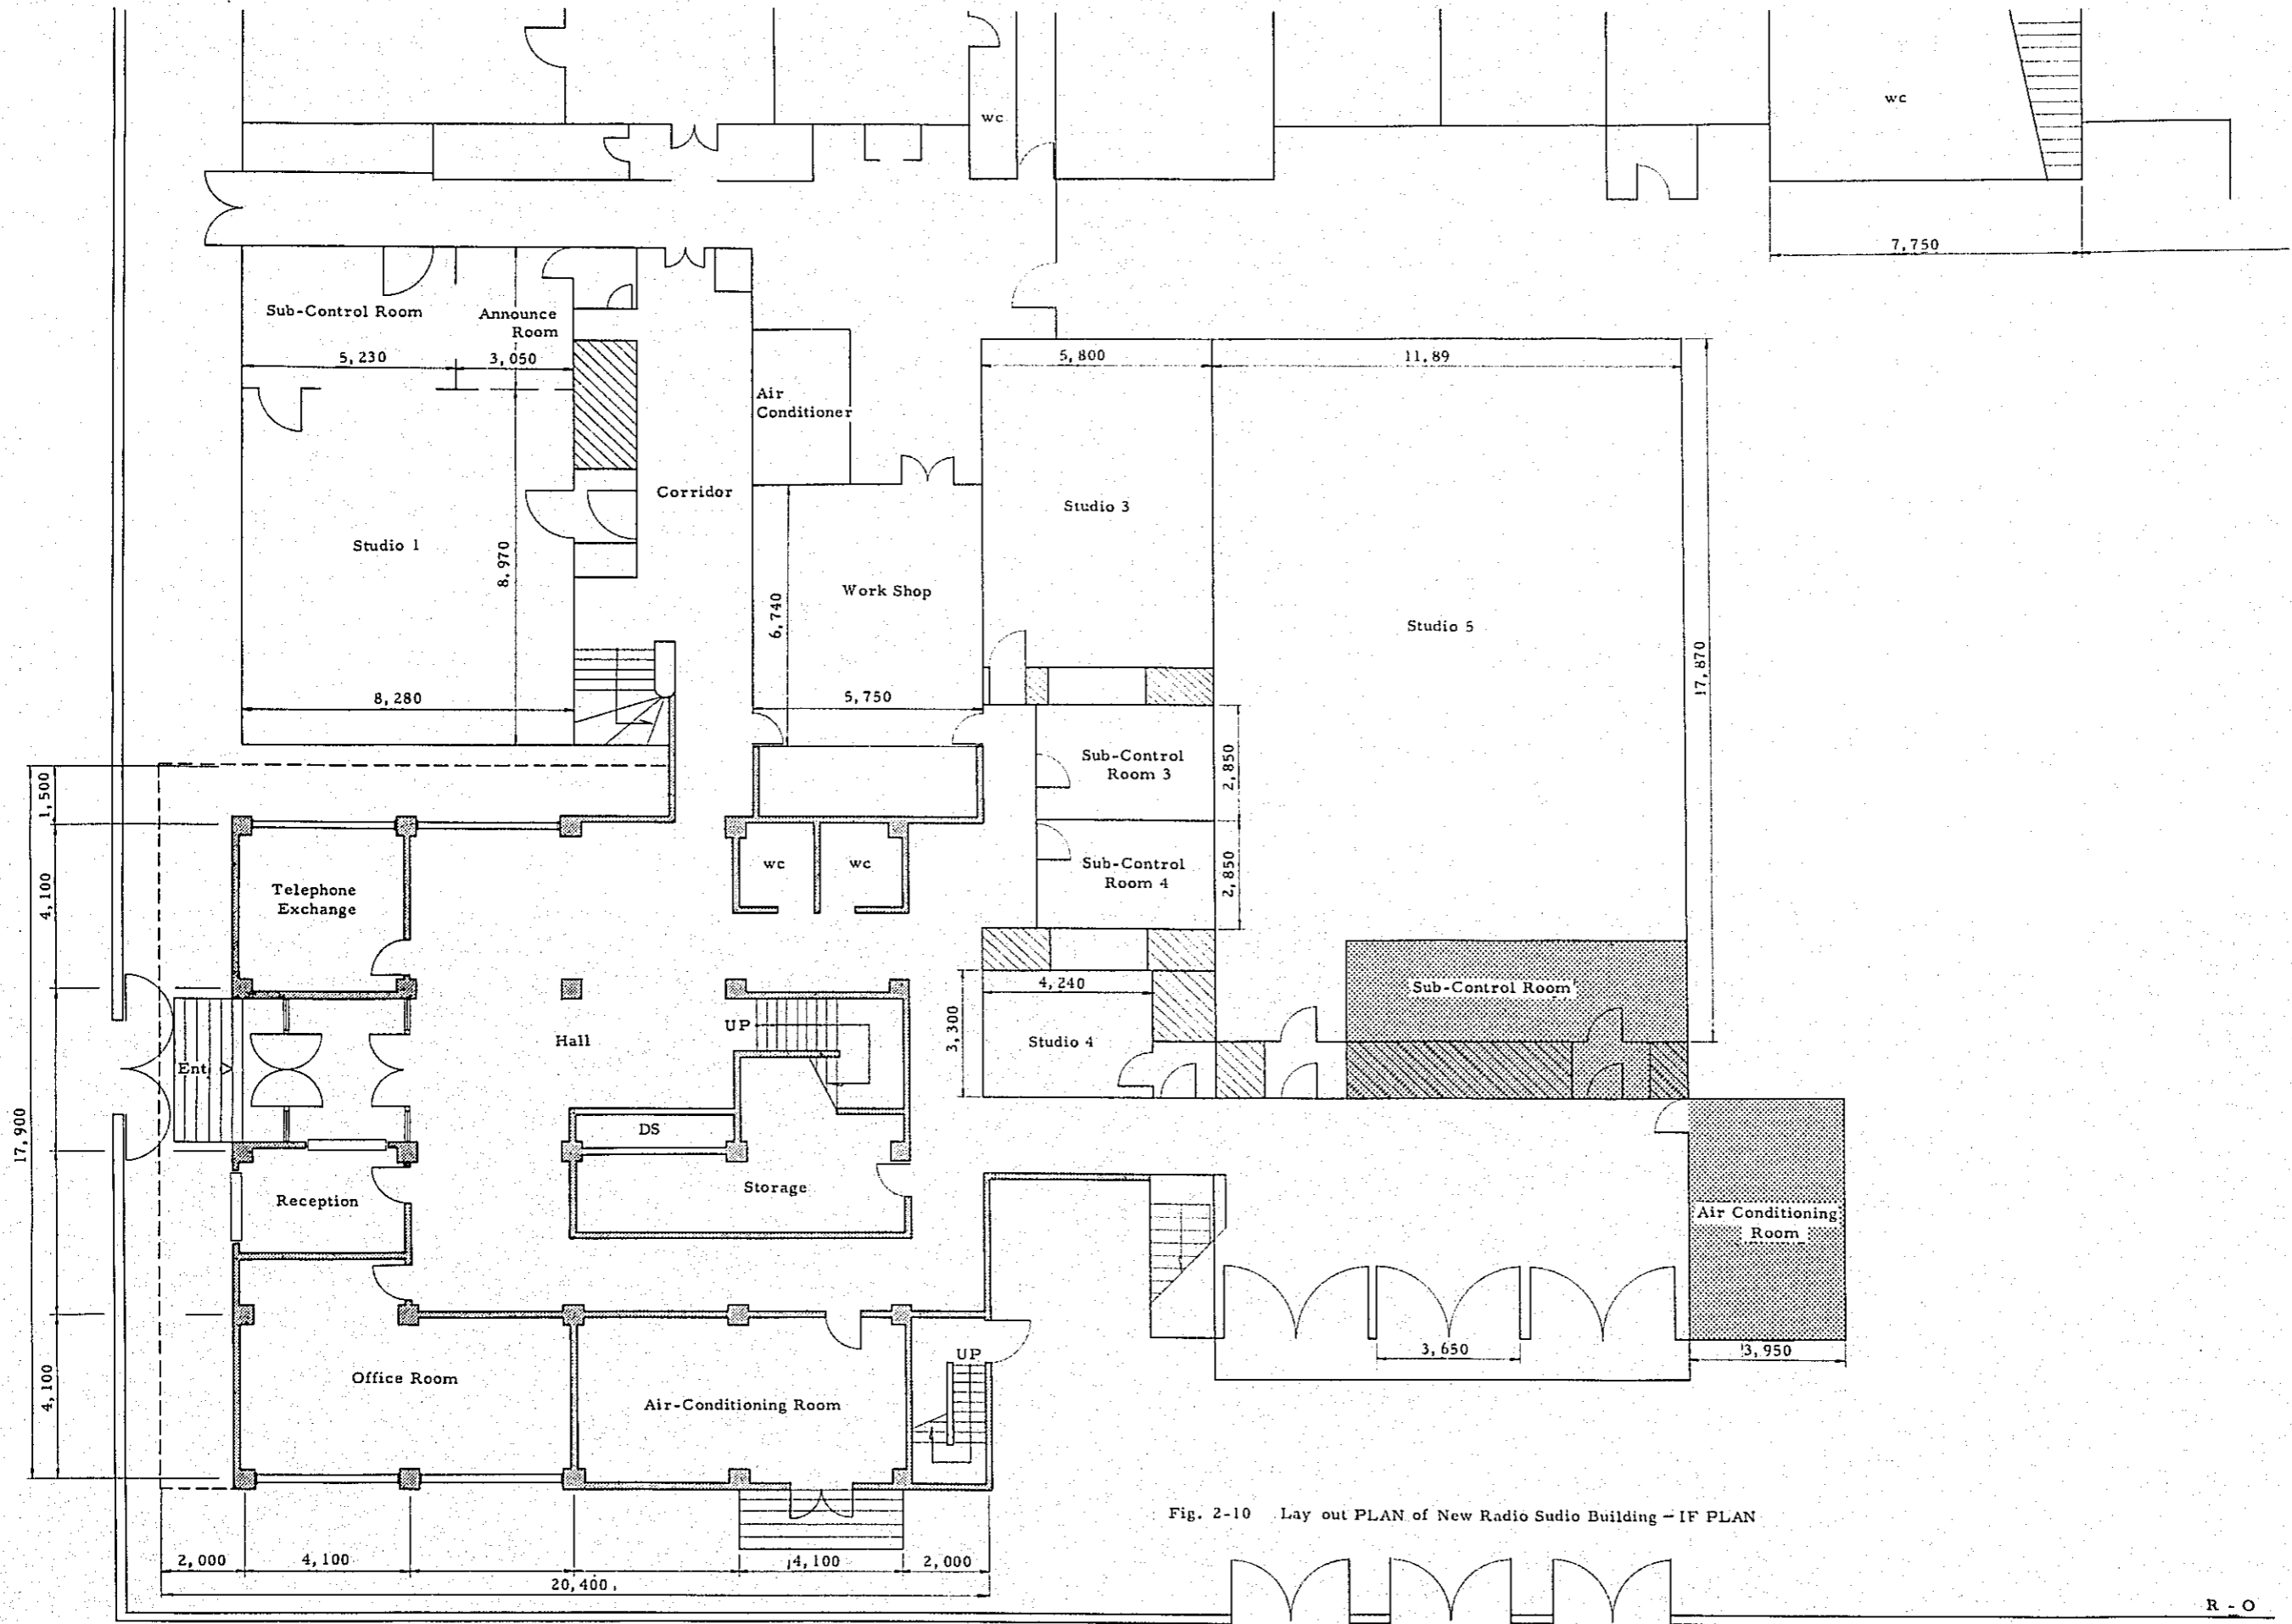 wc
wc
7,750
Sub-Control Room
Announce
Room
5,230
3,050
5,800
11,89
Air
Conditioner
Corridor
Studio 3
Studio 1
8,970
Work Shop
6,740
Studio 5
17,870
8,280
5,750
Sub-Control
Room 3
2,850
1,500
wc
wc
Sub-Control
Room 4
2,850
Telephone
Exchange
4,100
4,240
Sub-Control Room
UP
Hall
3,300
Studio 4
Ent
DS
17,900
Storage
Reception
Air Conditioning
Room
UP
3,650
3,950
Office Room
4,100
Air-Conditioning Room
Fig. 2-10 Lay out PLAN of New Radio Sudio Building – IF PLAN
2,000
4,100
4,100
2,000
20,400
R - O